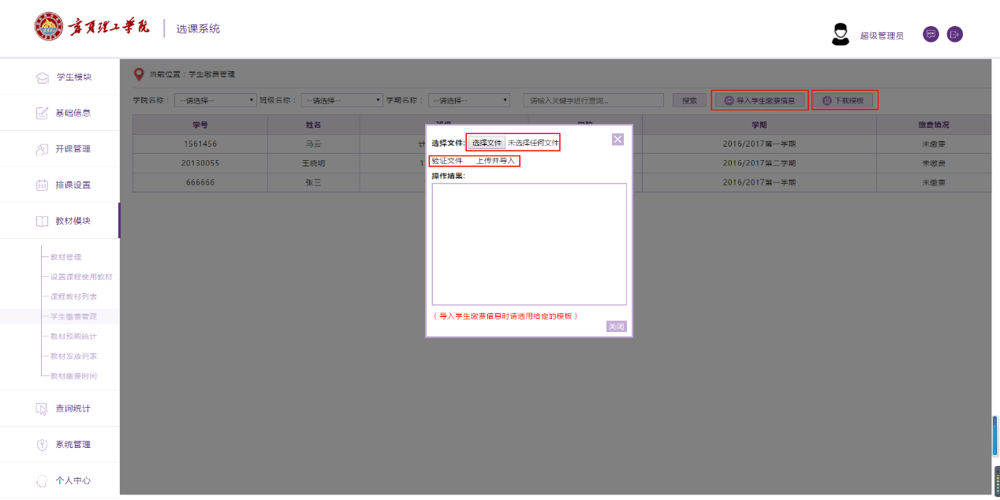 宁夏理工学院 选课系统
超级管理员
学生模块
基础信息
开课管理
排课设置
教材模块
教材管理
设置课程使用教材
课程教材列表
学生缴费管理
教材预购统计
教材发放列表
教材缴费时间
查询统计
系统管理
个人中心
当前位置：学生缴费管理
学院名称： --请选择-- 班级名称： --请选择-- 学期名称： --请选择-- 请输入关键字进行查询... 搜索 导入学生缴费信息 下载模板
学号 姓名 班级 学院 学期 缴费情况
1561456 马云 计 2016/2017第一学期 未缴费
20130055 王晓明 1 2016/2017第二学期 未缴费
666666 张三 2016/2017第一学期 未缴费
选择文件: 选择文件 未选择任何文件
验证文件 上传并导入
操作结果:
（导入学生缴费信息时请选用给定的模板）
关闭